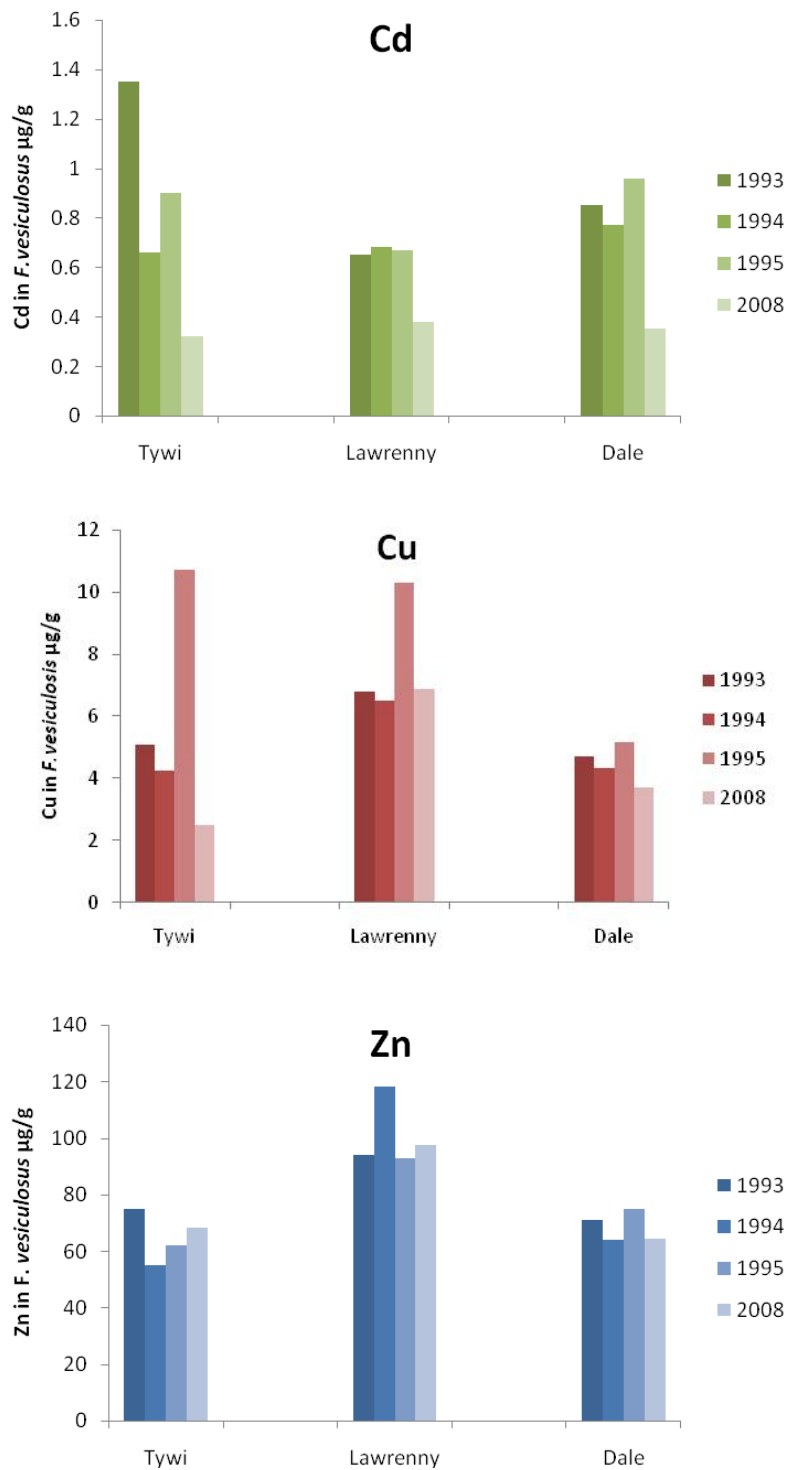 Cd
Cd in F.vesiculosus µg/g
1.6
1.4
1.2
1
0.8
0.6
0.4
0.2
0
Tywi
Lawrenny
Dale
1993
1994
1995
2008
Cu
Cu in F.vesiculosis µg/g
12
10
8
6
4
2
0
Tywi
Lawrenny
Dale
1993
1994
1995
2008
Zn
Zn in F. vesiculosus µg/g
140
120
100
80
60
40
20
0
Tywi
Lawrenny
Dale
1993
1994
1995
2008